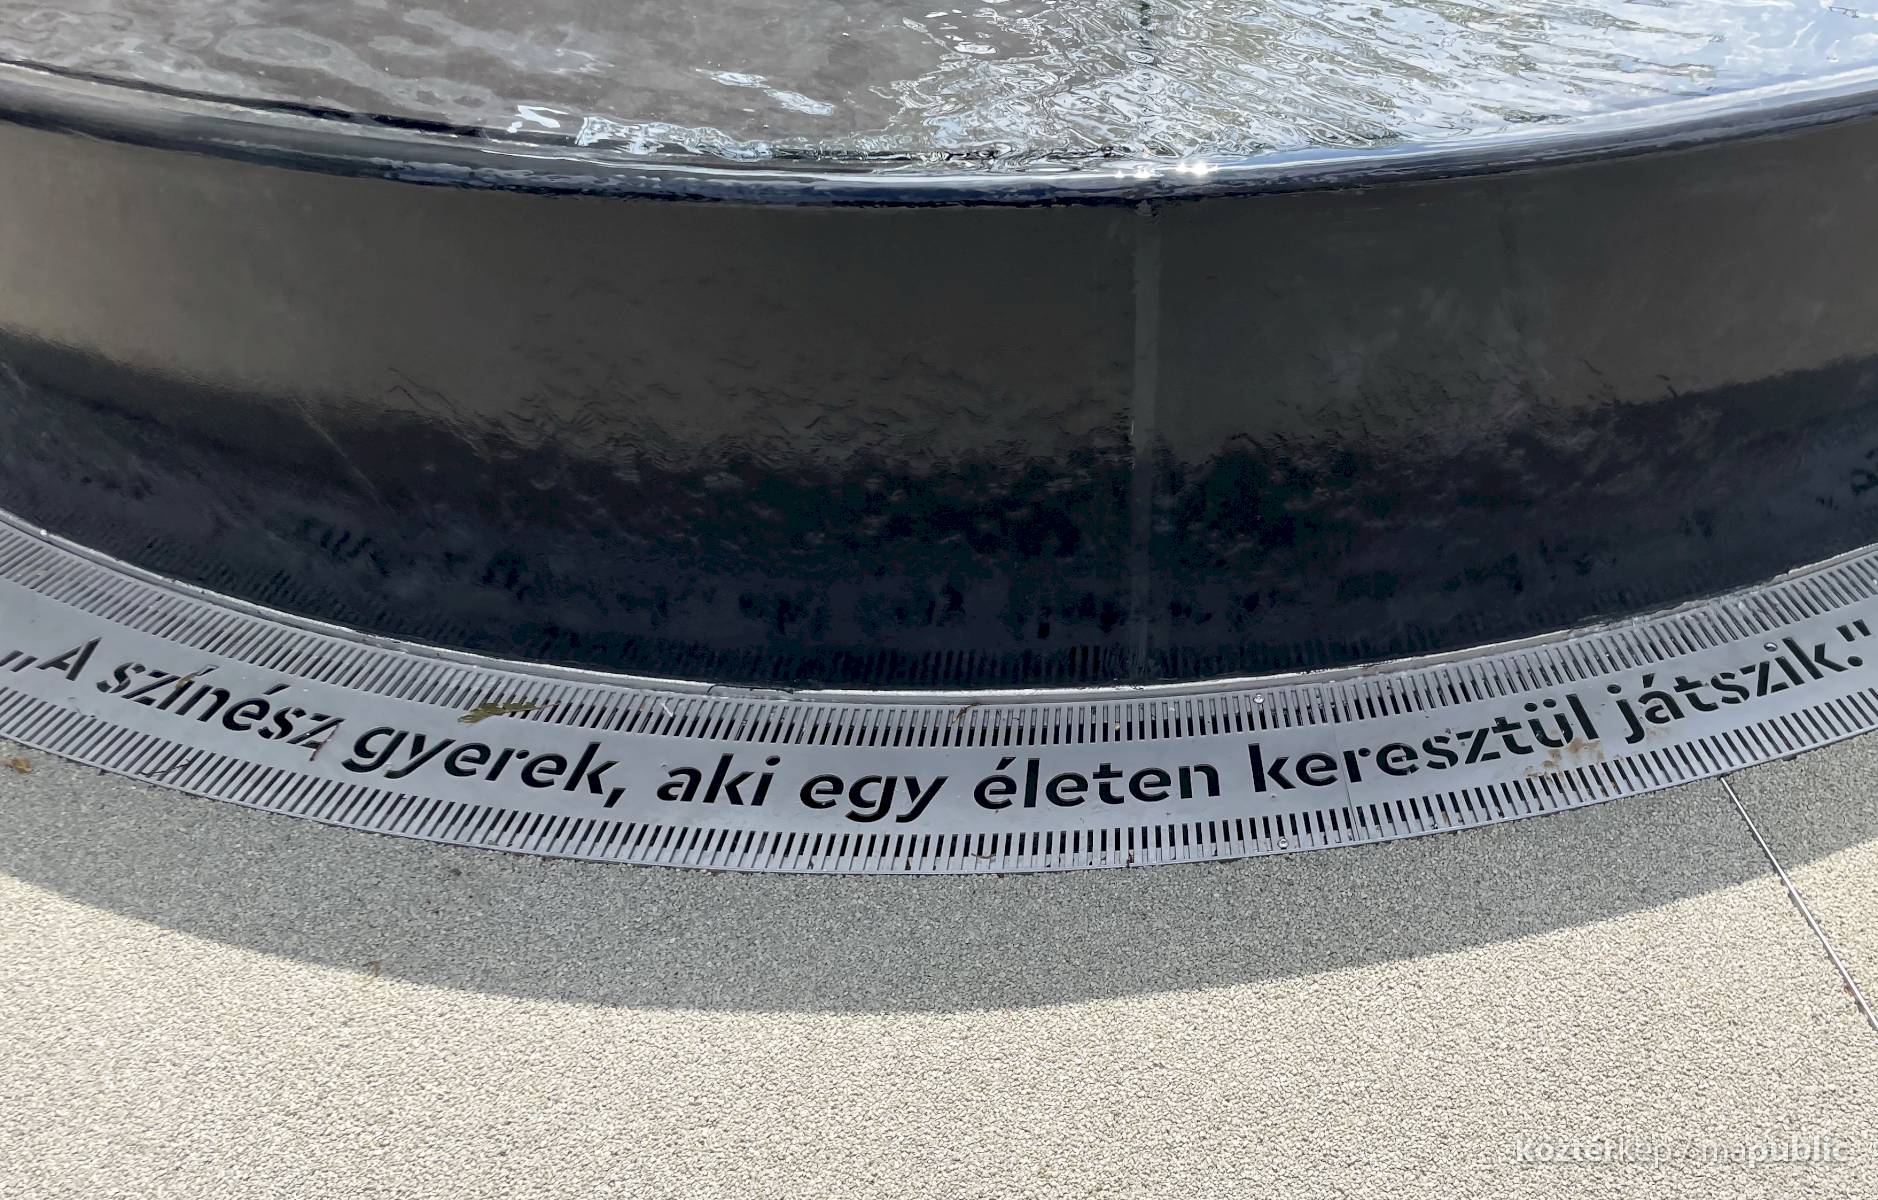 „A színész gyerek, aki egy életen keresztül játszik."
köztérkép / mapublic